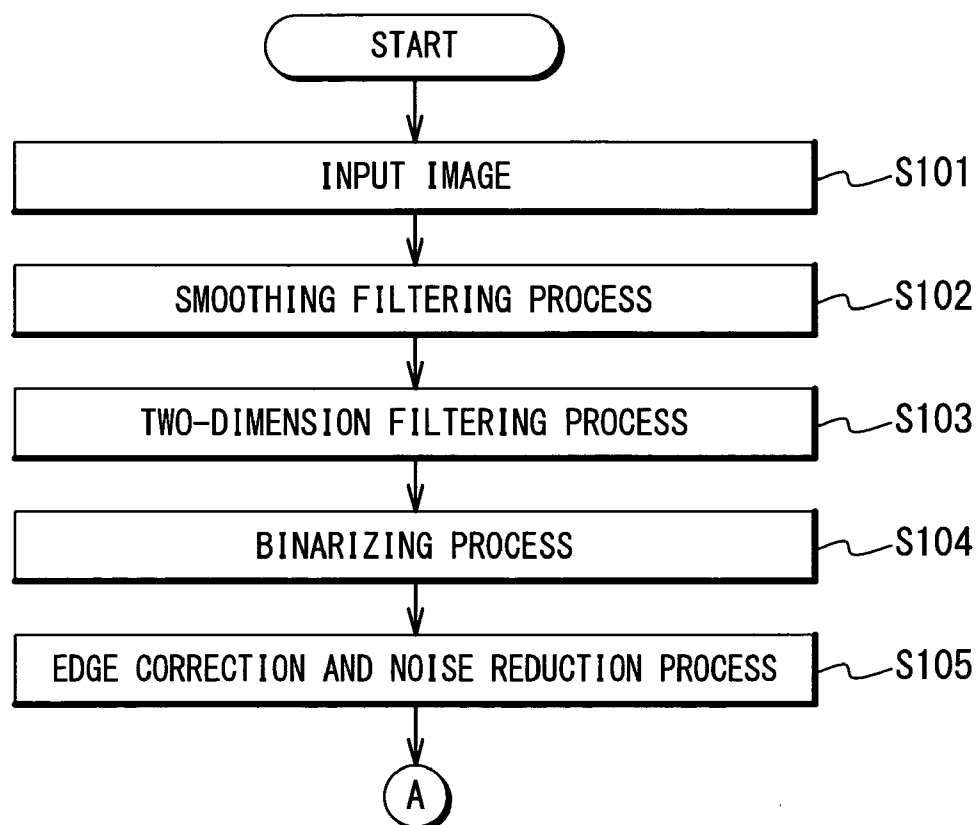 START
INPUT IMAGE
S101
SMOOTHING FILTERING PROCESS
S102
TWO-DIMENSION FILTERING PROCESS
S103
BINARIZING PROCESS
S104
EDGE CORRECTION AND NOISE REDUCTION PROCESS
S105
A